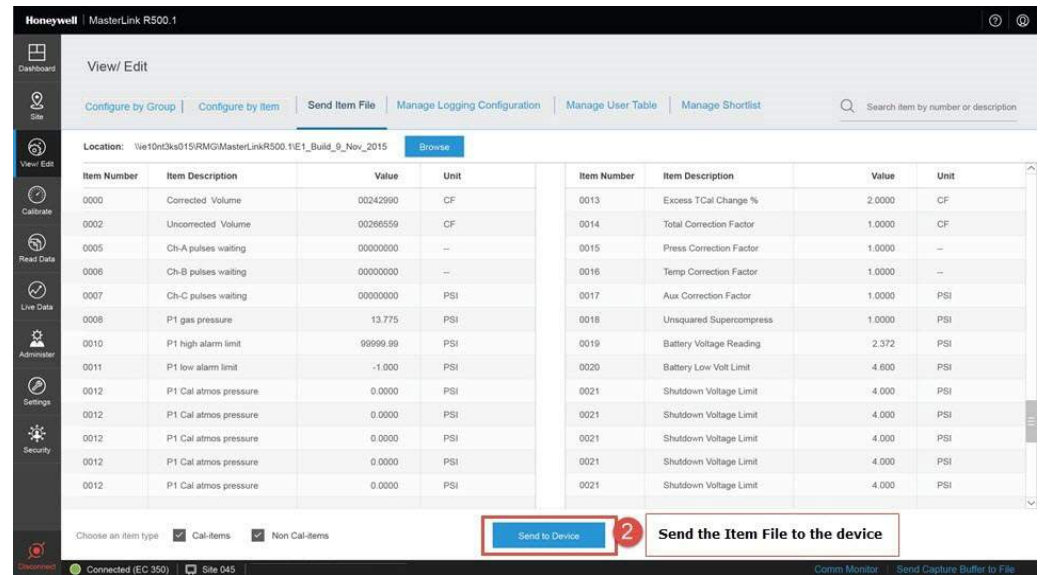 Honeywell | MasterLink R500.1
Dashboard
Site
View/ Edit
Calibrate
Read Data
Live Data
Administer
Settings
Security
Disconnect
View/ Edit
Configure by Group | Configure by Item | Send Item File | Manage Logging Configuration | Manage User Table | Manage Shortlist
Search item by number or description
Location: \\ie10nt3ks015\RMG\MasterLinkR500.1\E1_Build_9_Nov_2015 Browse
Item Number Item Description Value Unit Item Number Item Description Value Unit
0000 Corrected Volume 00242990 CF 0013 Excess TCal Change % 2.0000 CF
0002 Uncorrected Volume 00266559 CF 0014 Total Correction Factor 1.0000 CF
0005 Ch-A pulses waiting 00000000 -- 0015 Press Correction Factor 1.0000 --
0006 Ch-B pulses waiting 00000000 -- 0016 Temp Correction Factor 1.0000 --
0007 Ch-C pulses waiting 00000000 PSI 0017 Aux Correction Factor 1.0000 PSI
0008 P1 gas pressure 13.775 PSI 0018 Unsquared Supercompress 1.0000 PSI
0010 P1 high alarm limit 99999.99 PSI 0019 Battery Voltage Reading 2.372 PSI
0011 P1 low alarm limit -1.000 PSI 0020 Battery Low Volt Limit 4.600 PSI
0012 P1 Cal atmos pressure 0.0000 PSI 0021 Shutdown Voltage Limit 4.000 PSI
0012 P1 Cal atmos pressure 0.0000 PSI 0021 Shutdown Voltage Limit 4.000 PSI
0012 P1 Cal atmos pressure 0.0000 PSI 0021 Shutdown Voltage Limit 4.000 PSI
0012 P1 Cal atmos pressure 0.0000 PSI 0021 Shutdown Voltage Limit 4.000 PSI
0012 P1 Cal atmos pressure 0.0000 PSI 0021 Shutdown Voltage Limit 4.000 PSI
Choose an item type Cal-items Non Cal-items Send to Device 2 Send the Item File to the device
Connected (EC 350) | Site 045 | Comm Monitor | Send Capture Buffer to File